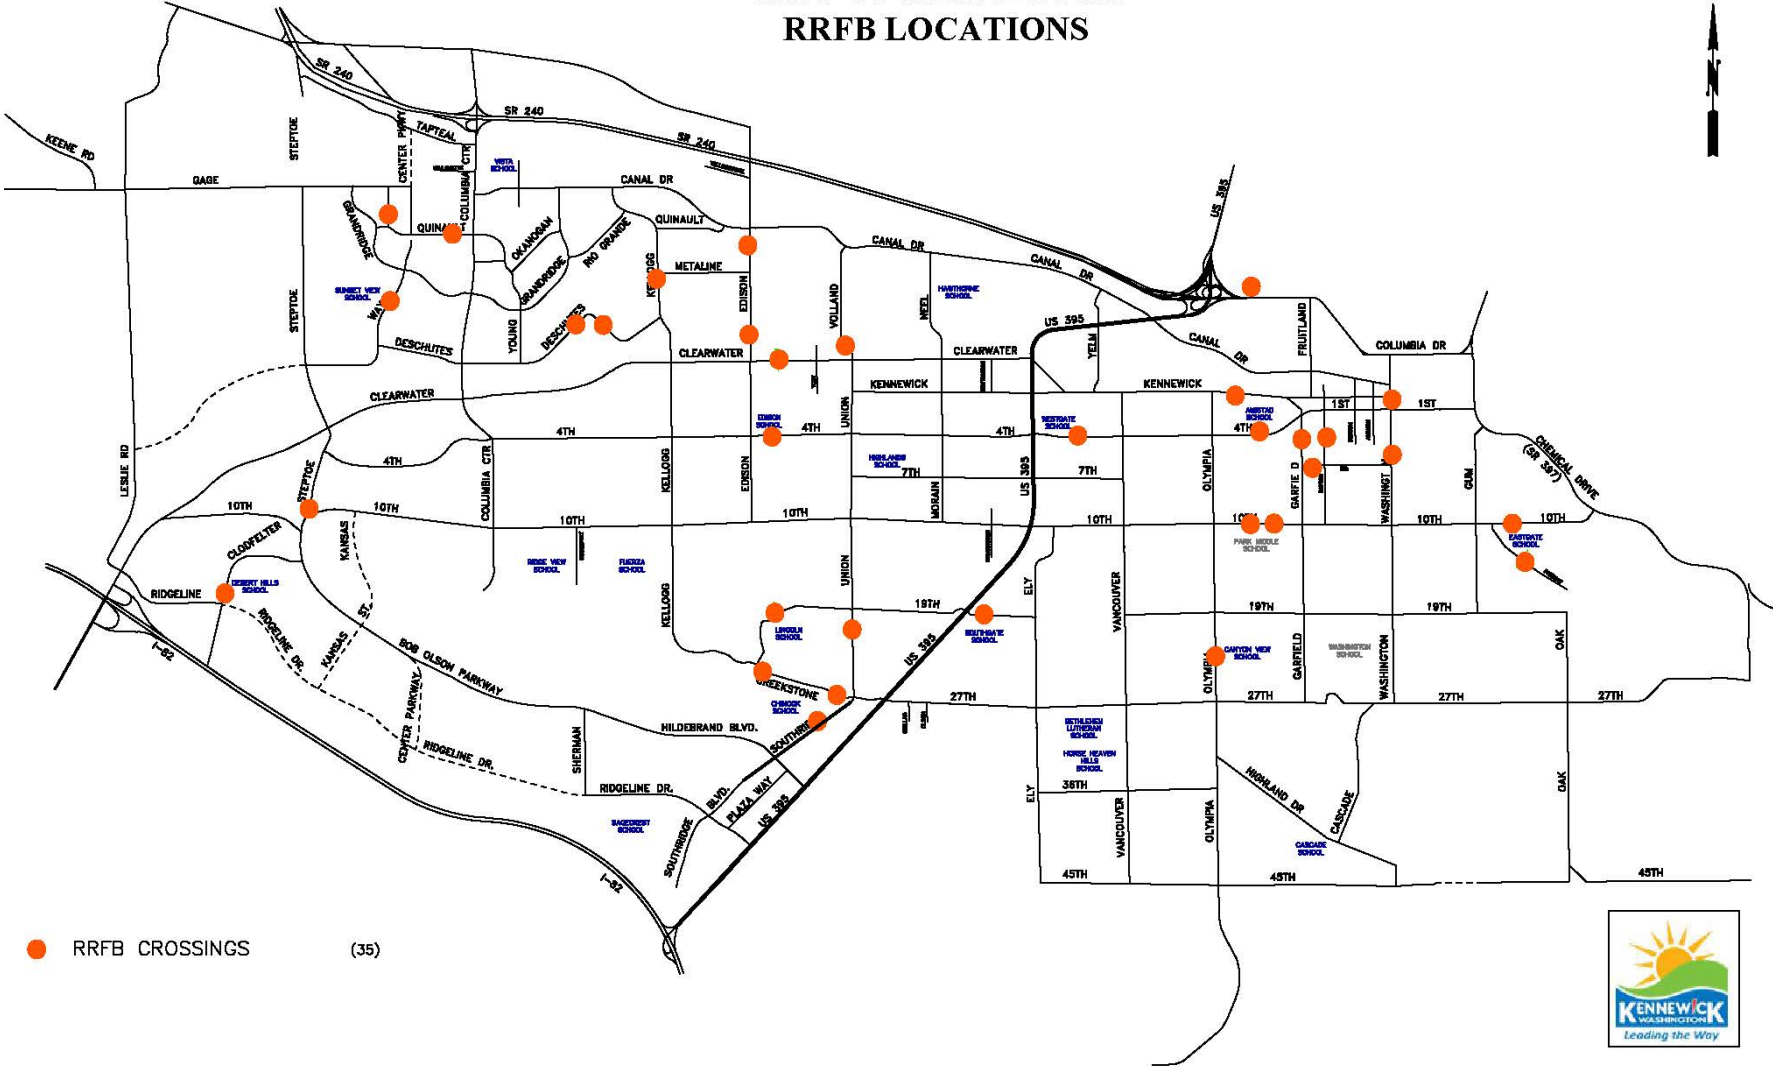 RRFB LOCATIONS
N
SR 240
SR 240
SR 240
US 395
KEENE RD
STEPTOE
CENTER PKWY
TAPTEAL
COLUMBIA CTR
VISTA
SCHOOL
GAGE
CANAL DR
GRANDRIDGE
QUINAULT
OKANOGAN
RIO GRANDE
QUINAULT
CANAL DR
CANAL DR
KELLOGG
METALINE
EDISON
GRANDRIDGE
SUNSET VIEW
SCHOOL
WAY
STEPTOE
VOLLAND
NEEL
HAWTHORNE
SCHOOL
US 395
YELM
CANAL DR
FRUITLAND
COLUMBIA DR
DESCHUTES
YOUNG
DESCHUTES
CLEARWATER
CLEARWATER
CLEARWATER
KENNEWICK
KENNEWICK
1ST
1ST
UNION
EDISON
SCHOOL
WESTGATE
SCHOOL
AMISTAD
SCHOOL
4TH
4TH
4TH
4TH
4TH
CHEMICAL DRIVE
(SR 397)
LESLIE RD
STEPTOE
COLUMBIA CTR
KELLOGG
EDISON
HIGHLANDS
SCHOOL
7TH
7TH
US 395
OLYMPIA
GARFIELD
WASHINGT
GUM
MORAIN
10TH
10TH
10TH
10TH
10TH
10TH
10TH
10TH
KANSAS
CLODFELTER
PARK MIDDLE
SCHOOL
EASTGATE
SCHOOL
RIDGE VIEW
SCHOOL
FUERZA
SCHOOL
UNION
DESERT HILLS
SCHOOL
RIDGELINE
KELLOGG
ELY
VANCOUVER
19TH
19TH
19TH
RIDGELINE DR.
KANSAS ST.
LINCOLN
SCHOOL
SOUTHGATE
SCHOOL
US 395
I-82
BOB OLSON PARKWAY
CANYON VIEW
SCHOOL
OLYMPIA
GARFIELD
WASHINGTON
SCHOOL
WASHINGTON
OAK
CREEKSTONE
CHINOOK
SCHOOL
27TH
27TH
27TH
27TH
CENTER PARKWAY
RIDGELINE DR.
SHERMAN
HILDEBRAND BLVD.
SOUTHRIDGE
BETHLEHEM
LUTHERAN
SCHOOL
HORSE HEAVEN
HILLS
SCHOOL
36TH
HIGHLAND DR
CASCADE
OAK
RIDGELINE DR.
BLVD.
PLAZA WAY
US 395
ELY
VANCOUVER
OLYMPIA
SAGECREST
SCHOOL
SOUTHRIDGE
CASCADE
SCHOOL
I-82
45TH
45TH
45TH
RRFB CROSSINGS (35)
KENNEWICK
WASHINGTON
Leading the Way